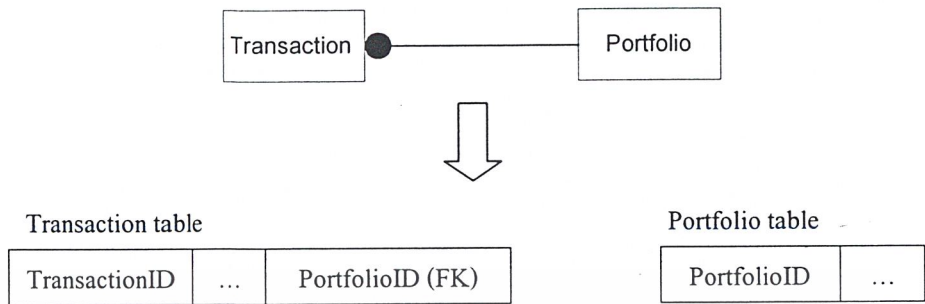 Transaction Portfolio
Transaction table Portfolio table
TransactionID ... PortfolioID (FK) PortfolioID ...